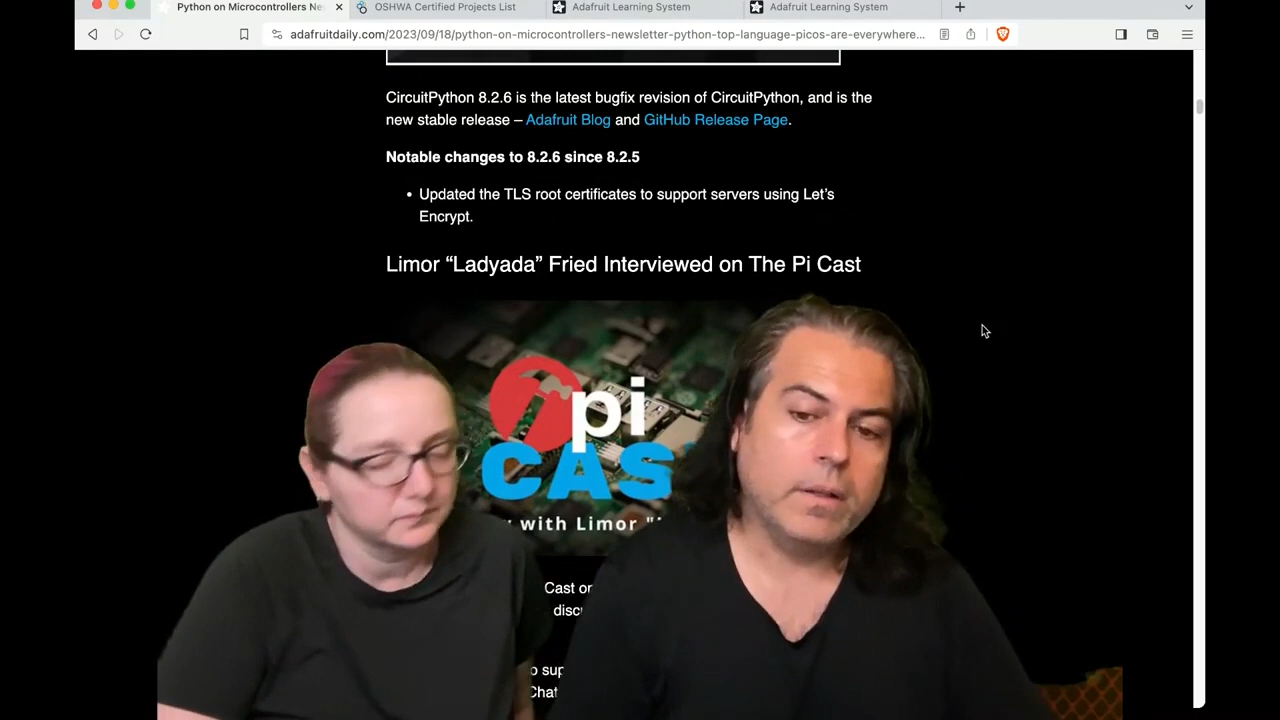 Python on Microcontrollers Ne
OSHWA Certified Projects List
Adafruit Learning System
Adafruit Learning System
adafruitdaily.com/2023/09/18/python-on-microcontrollers-newsletter-python-top-language-picos-are-everywhere...
CircuitPython 8.2.6 is the latest bugfix revision of CircuitPython, and is the
new stable release – Adafruit Blog and GitHub Release Page.
Notable changes to 8.2.6 since 8.2.5
• Updated the TLS root certificates to support servers using Let’s
Encrypt.
Limor “Ladyada” Fried Interviewed on The Pi Cast
pi
CAS
with Limor "
Cast or
disc
sup
Chat